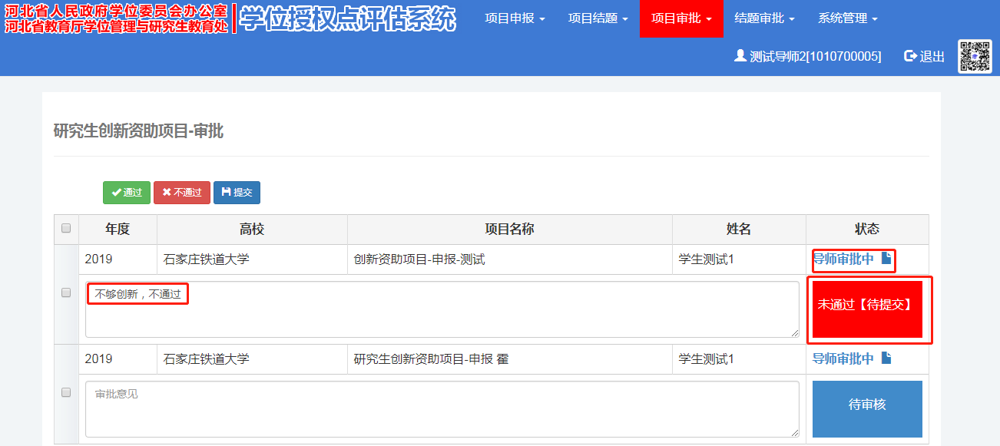 河北省人民政府学位委员会办公室
河北省教育厅学位管理与研究生教育处
学位授权点评估系统
项目申报 项目结题 项目审批 结题审批 系统管理
测试导师2[1010700005] 退出
研究生创新资助项目-审批
通过 不通过 提交
年度 高校 项目名称 姓名 状态
2019 石家庄铁道大学 创新资助项目-申报-测试 学生测试1 导师审批中
不够创新，不通过 未通过【待提交】
2019 石家庄铁道大学 研究生创新资助项目-申报 霍 学生测试1 导师审批中
审批意见 待审核